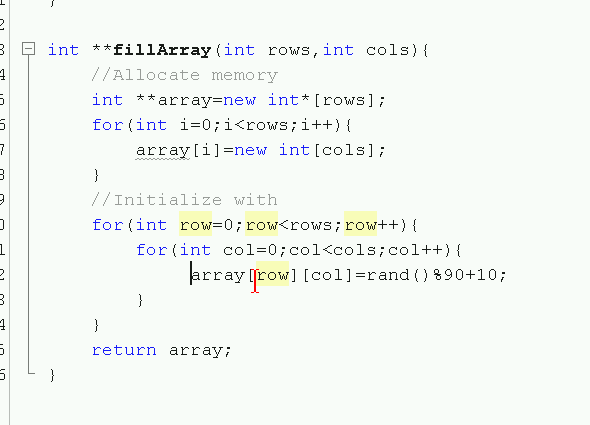 }
2
3 int **fillArray(int rows,int cols){
4 //Allocate memory
5 int **array=new int*[rows];
6 for(int i=0;i<rows;i++){
7 array[i]=new int[cols];
8 }
9 //Initialize with
0 for(int row=0;row<rows;row++){
1 for(int col=0;col<cols;col++){
2 array[row][col]=rand()%90+10;
3 }
4 }
5 return array;
6 }